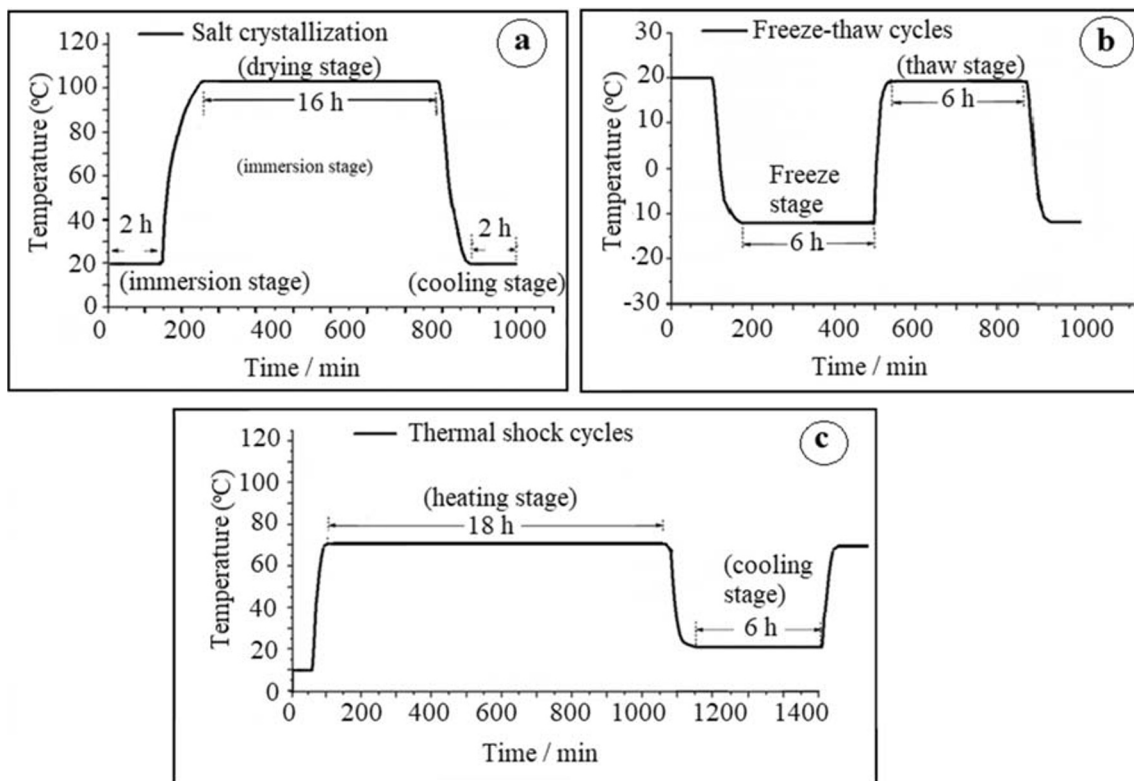 Salt crystallization
a
(drying stage)
16 h
(immersion stage)
2 h
2 h
(immersion stage)
(cooling stage)
Temperature (°C)
120
100
80
60
40
20
0
0 200 400 600 800 1000
Time / min
Freeze-thaw cycles
b
(thaw stage)
6 h
Freeze
stage
6 h
Temperature (°C)
30
20
10
0
-10
-20
-30
0 200 400 600 800 1000
Time / min
Thermal shock cycles
c
(heating stage)
18 h
(cooling
stage)
6 h
Temperature (°C)
120
100
80
60
40
20
0
0 200 400 600 800 1000 1200 1400
Time / min